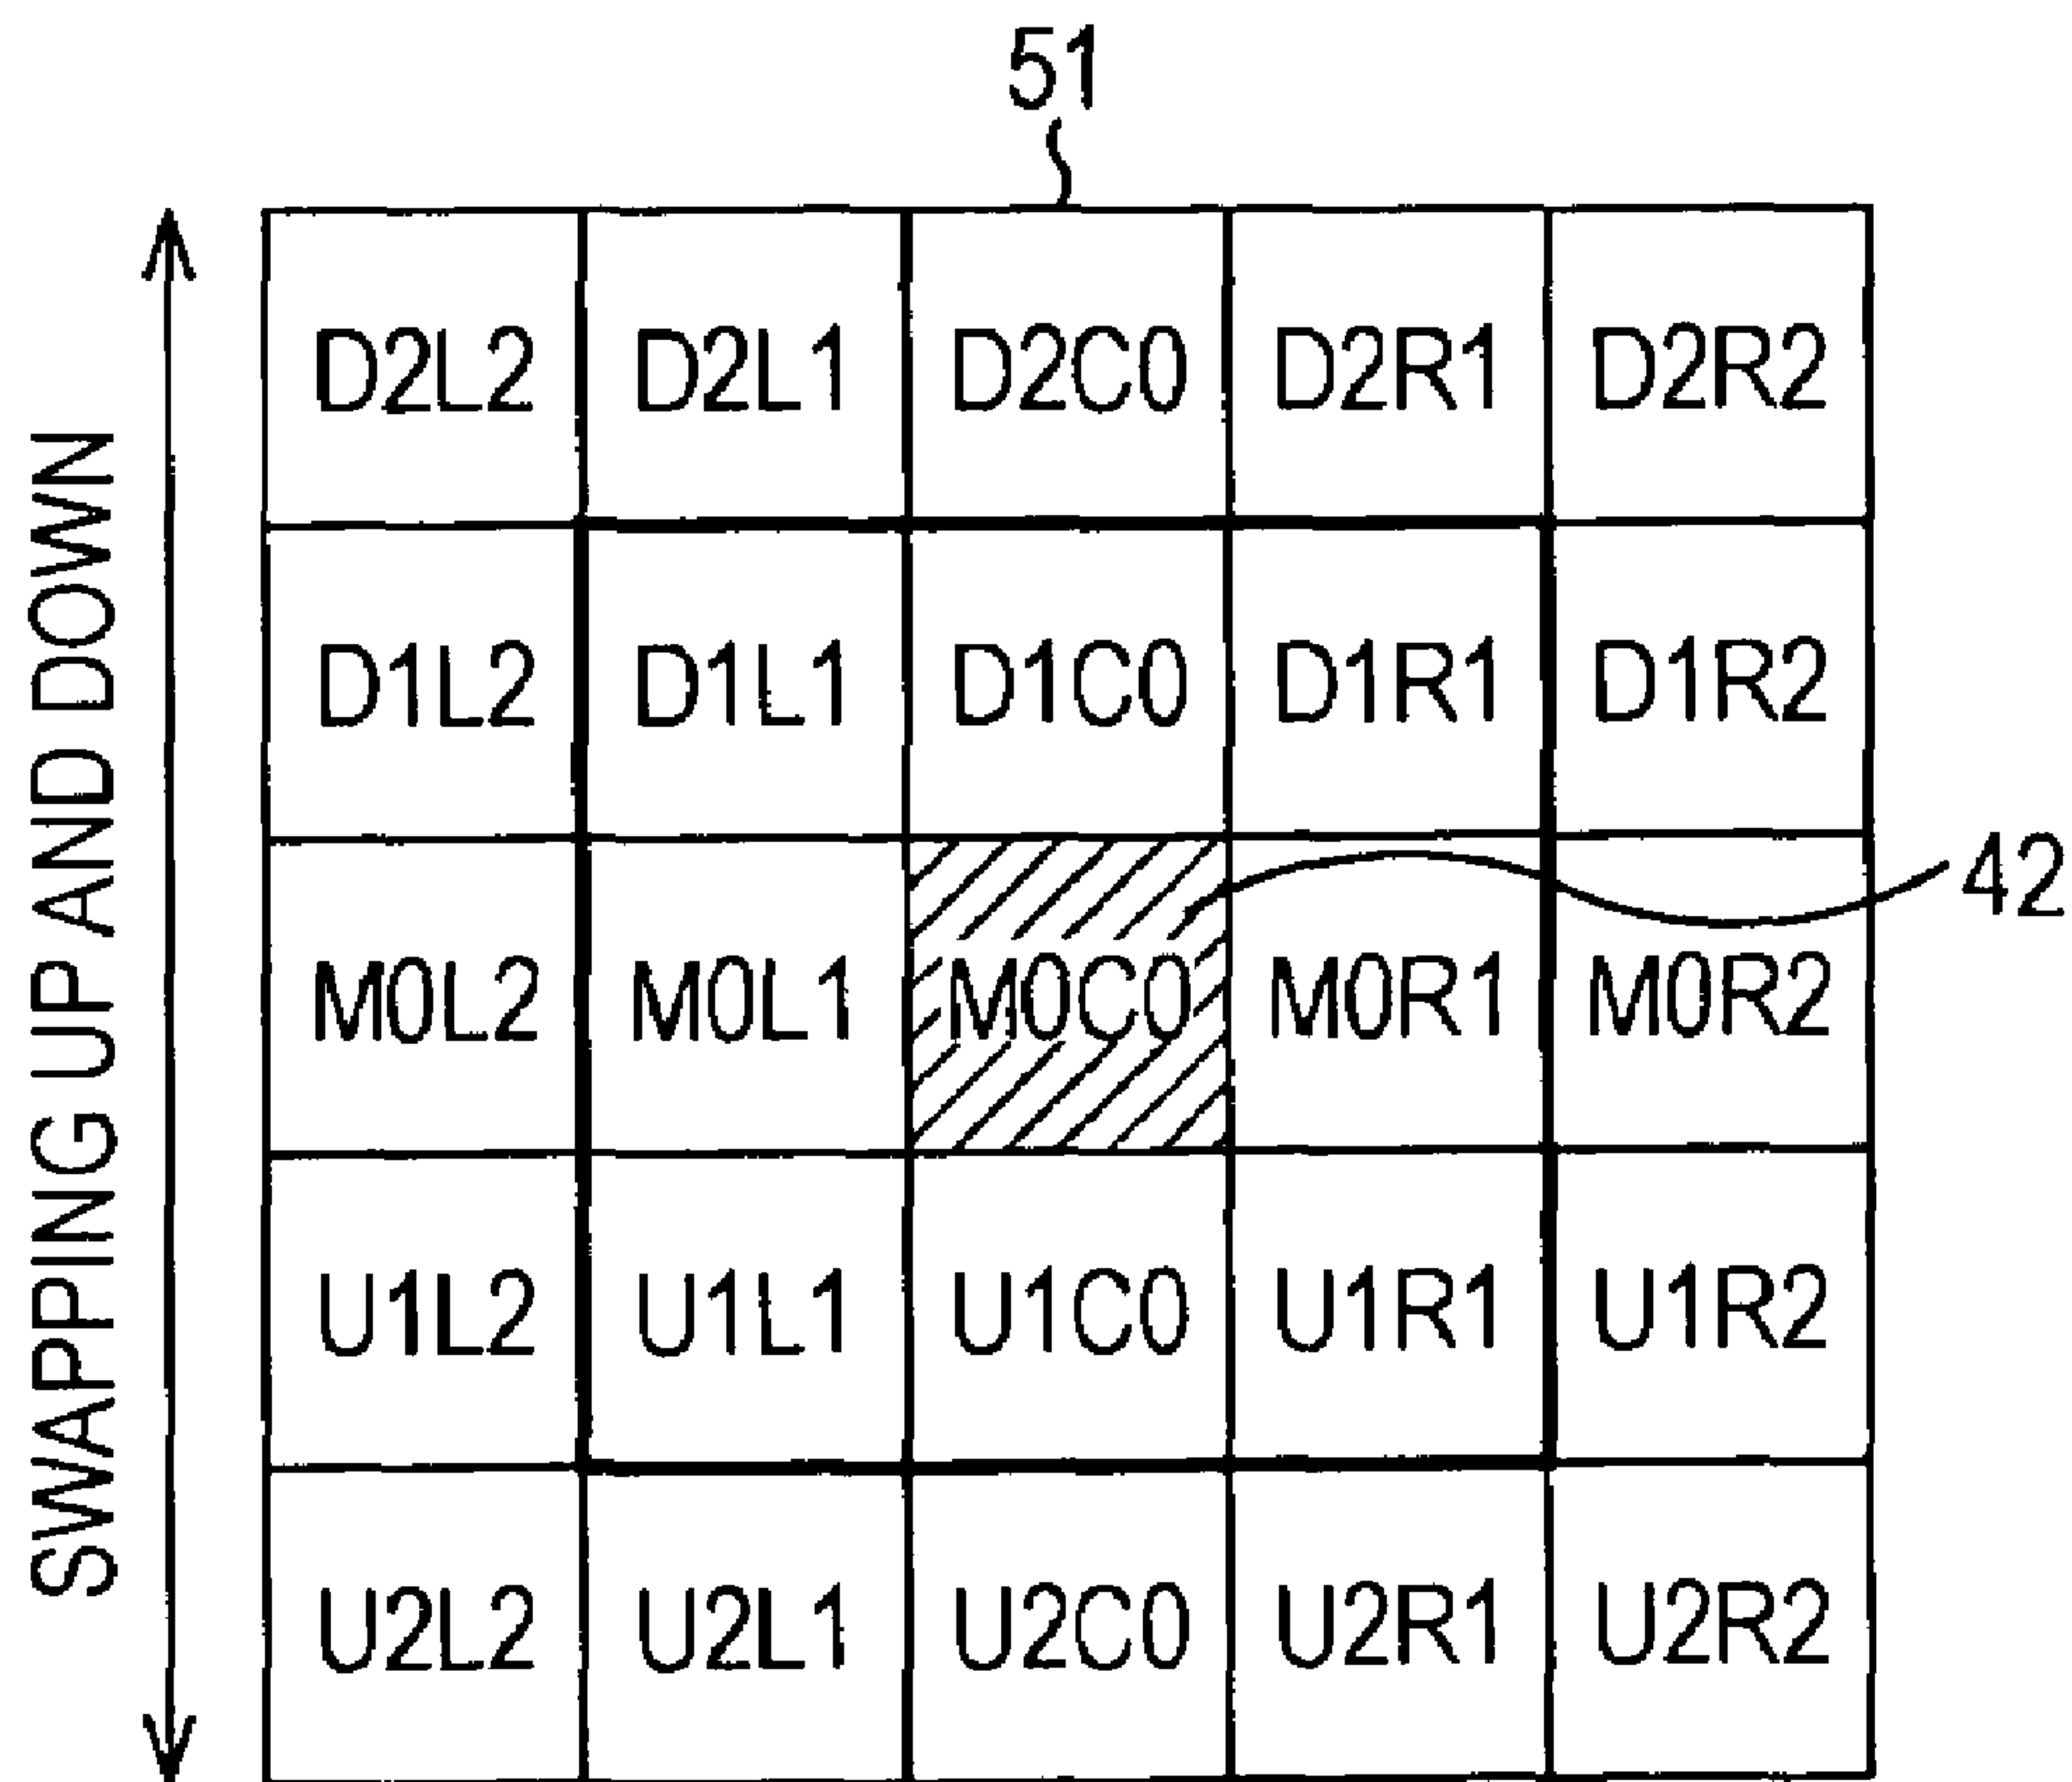 51
SWAPPING UP AND DOWN
D2L2 D2L1 D2C0 D2R1 D2R2
D1L2 D1L1 D1C0 D1R1 D1R2
42
M0L2 M0L1 M0C0 M0R1 M0R2
U1L2 U1L1 U1C0 U1R1 U1R2
U2L2 U2L1 U2C0 U2R1 U2R2